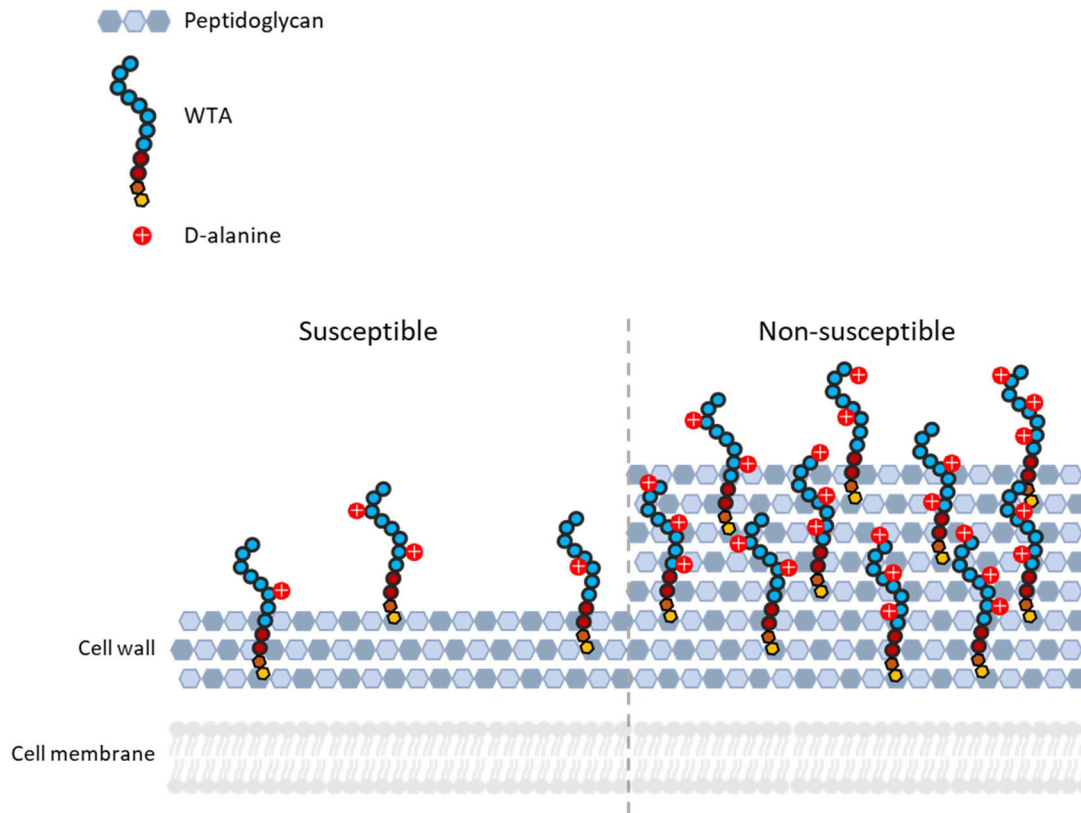 Peptidoglycan
WTA
D-alanine
Susceptible
Non-susceptible
Cell wall
Cell membrane